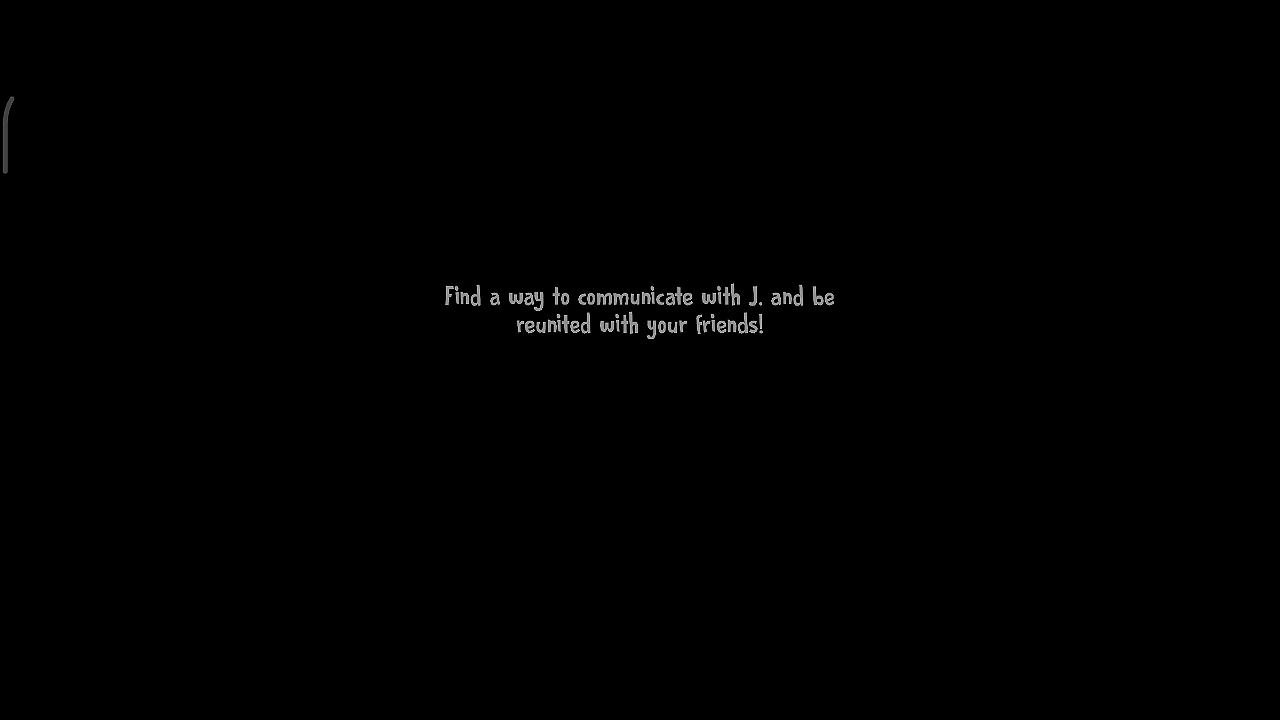 Find a way to communicate with J. and be
reunited with your friends!